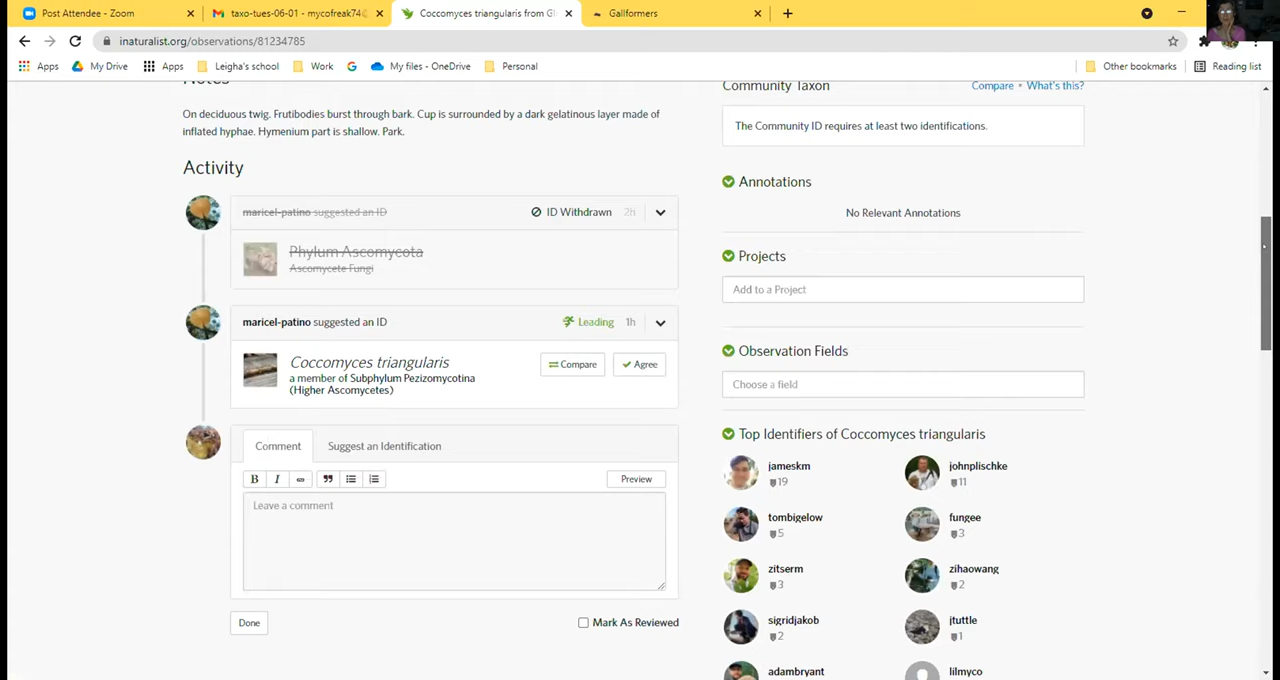 Post Attendee - Zoom
taxo-tues-06-01 - mycofreak74@
Coccomyces triangularis from Gl
Gallformers
inaturalist.org/observations/81234785
Apps
My Drive
Apps
Leigha's school
Work
My files - OneDrive
Personal
Other bookmarks
Reading list
Notes
On deciduous twig. Frutibodies burst through bark. Cup is surrounded by a dark gelatinous layer made of
inflated hyphae. Hymenium part is shallow. Park.
Activity
maricel-patino suggested an ID
ID Withdrawn 2h
Phylum Ascomycota
Ascomycete Fungi
maricel-patino suggested an ID
Leading 1h
Coccomyces triangularis
a member of Subphylum Pezizomycotina
(Higher Ascomycetes)
Compare
Agree
Comment
Suggest an Identification
B I
Preview
Leave a comment
Done
Mark As Reviewed
Community Taxon
Compare • What's this?
The Community ID requires at least two identifications.
Annotations
No Relevant Annotations
Projects
Add to a Project
Observation Fields
Choose a field
Top Identifiers of Coccomyces triangularis
jameskm
19
johnplischke
11
tombigelow
5
fungee
3
zitserm
3
zihaowang
2
sigridjakob
2
jtuttle
1
adambryant
lilmyco